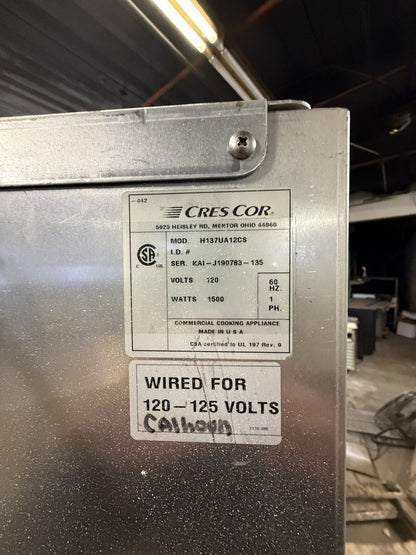 —442
CRES COR®
5925 HEISLEY RD, MENTOR OHIO 44060
MOD. H137UA12CS
I.D. #
SER. KAI-J190783-135
VOLTS 120 60 HZ.
WATTS 1500 1 PH.
COMMERCIAL COOKING APPLIANCE
MADE IN U S A
CSA certified to UL 197 Rev. 9
SA
C US
WIRED FOR
120—125 VOLTS
Calhoun